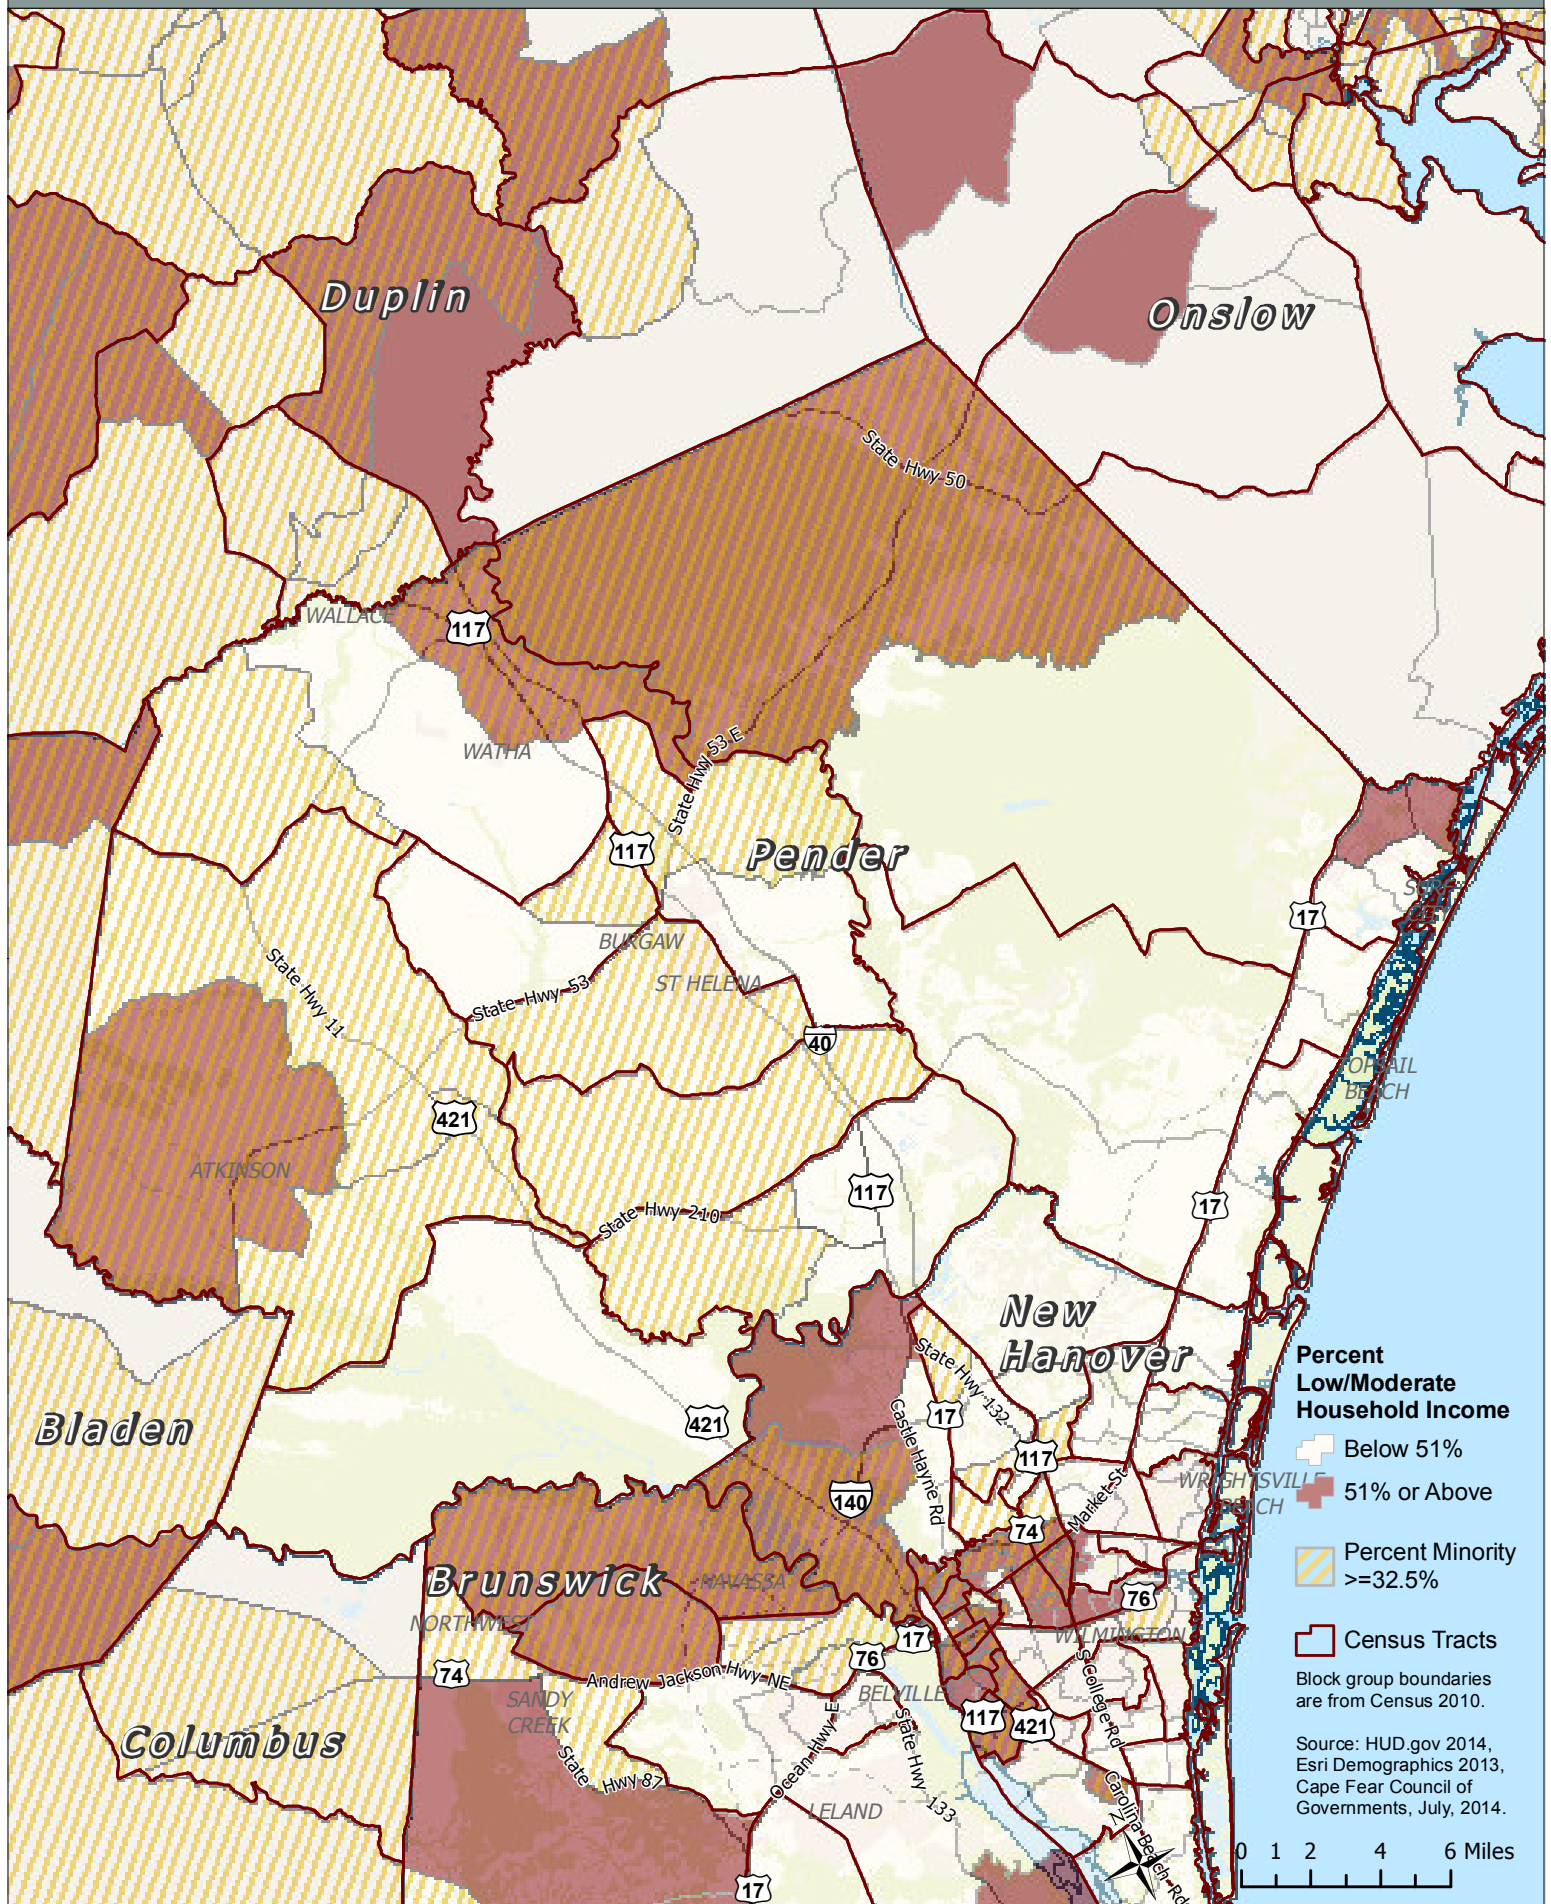 Duplin
Onslow
State Hwy 50
WALLACE
117
WATHA
State Hwy 53 E
117
Pender
17
SURF
CITY
BURGAW
ST HELENA
State Hwy 53
State Hwy 11
40
TOPSAIL
BEACH
421
ATKINSON
117
17
State Hwy 210
New
Hanover
State Hwy 132
Bladen
421
17
Castle Hayne Rd
117
140
Market St
WRIGHTSVILLE
BEACH
74
Brunswick
NAVASSA
76
NORTHWEST
17
WILMINGTON
76
74
Andrew Jackson Hwy NE
S College Rd
SANDY
CREEK
BELVILLE
117
421
Columbus
Ocean Hwy E
State Hwy 133
State Hwy 87
LELAND
Carolina Beach Rd
17
N
Percent
Low/Moderate
Household Income
Below 51%
51% or Above
Percent Minority
>=32.5%
Census Tracts
Block group boundaries
are from Census 2010.
Source: HUD.gov 2014,
Esri Demographics 2013,
Cape Fear Council of
Governments, July, 2014.
0 1 2 4 6 Miles